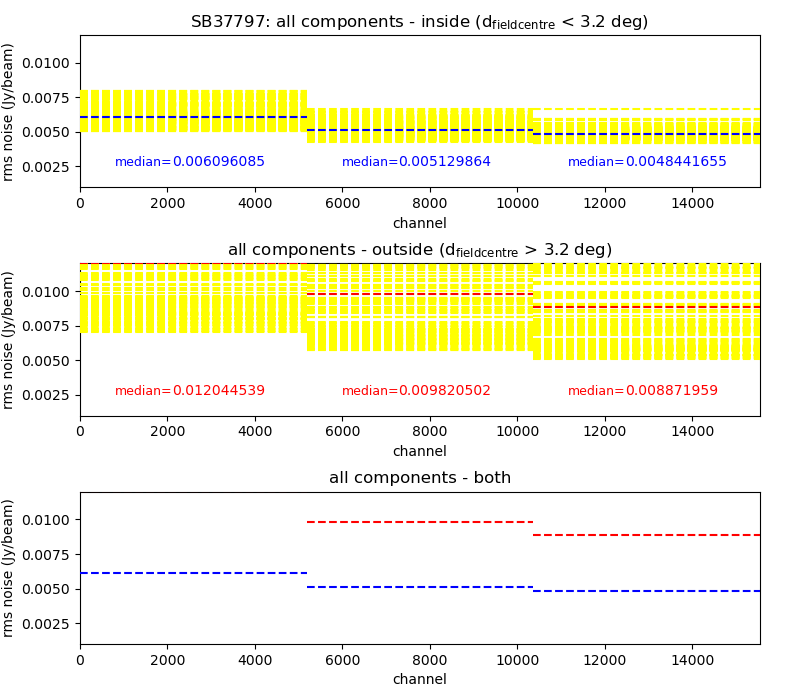 SB37797: all components - inside (d_fieldcentre < 3.2 deg)
0.0100
0.0075
0.0050
0.0025
rms noise (Jy/beam)
median=0.006096085 median=0.005129864 median=0.0048441655
0 2000 4000 6000 8000 10000 12000 14000
channel
all components - outside (d_fieldcentre > 3.2 deg)
0.0100
0.0075
0.0050
0.0025
rms noise (Jy/beam)
median=0.012044539 median=0.009820502 median=0.008871959
0 2000 4000 6000 8000 10000 12000 14000
channel
all components - both
0.0100
0.0075
0.0050
0.0025
rms noise (Jy/beam)
0 2000 4000 6000 8000 10000 12000 14000
channel